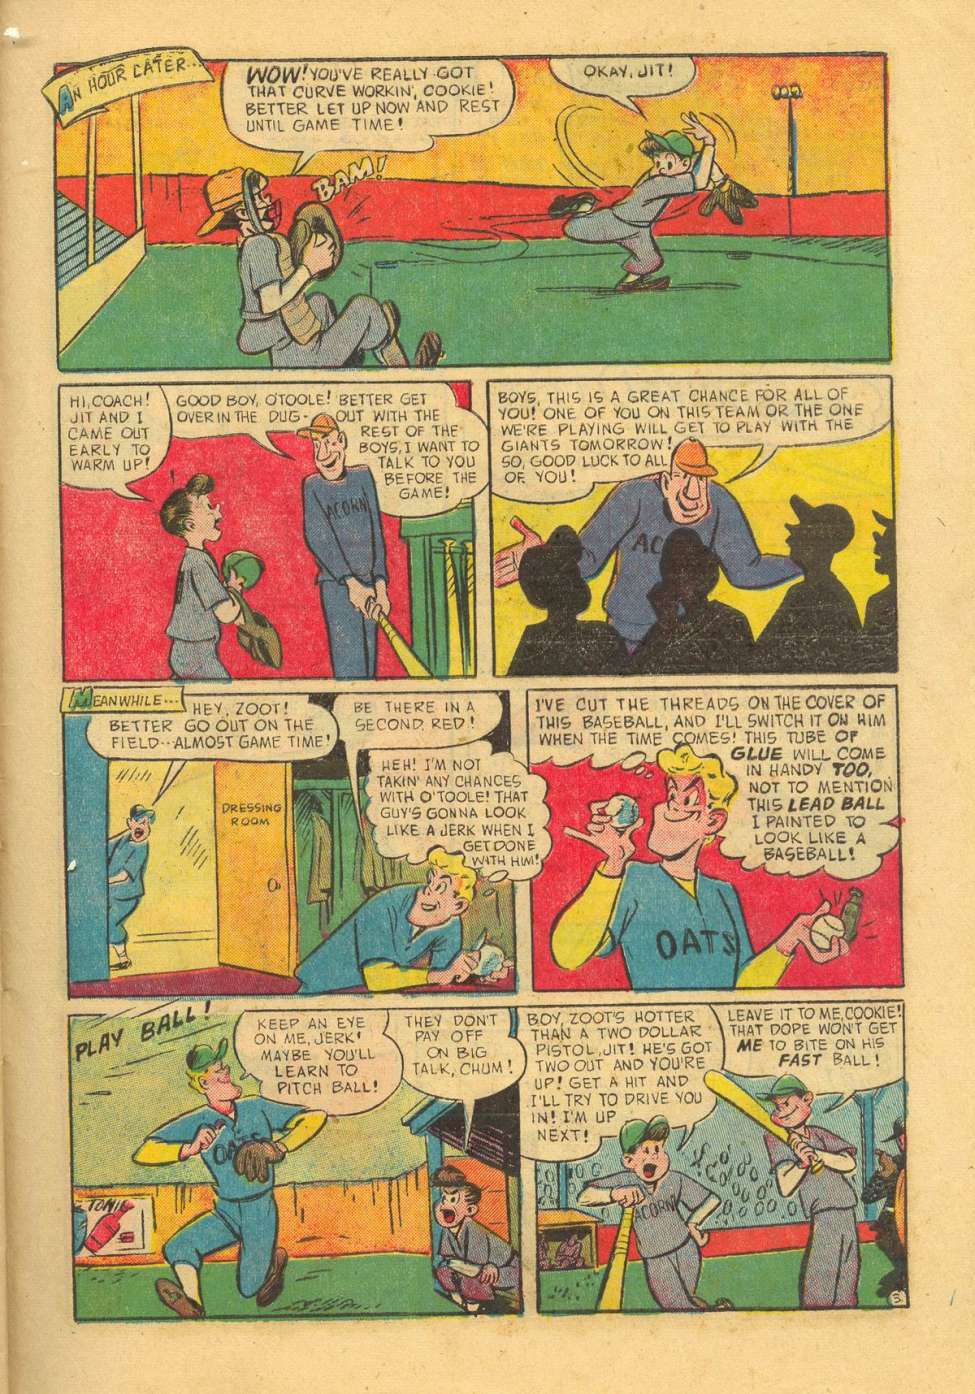 AN HOUR LATER...
WOW! YOU'VE REALLY GOT
THAT CURVE WORKIN', COOKIE!
BETTER LET UP NOW AND REST
UNTIL GAME TIME!
OKAY, JIT!
BAM!
HI, COACH!
JIT AND I
CAME OUT
EARLY TO
WARM UP!
GOOD BOY, O'TOOLE! BETTER GET
OVER IN THE DUG-OUT WITH THE
REST OF THE
BOYS, I WANT TO
TALK TO YOU
BEFORE THE
GAME!
ACORN
BOYS, THIS IS A GREAT CHANCE FOR ALL OF
YOU! ONE OF YOU ON THIS TEAM OR THE ONE
WE'RE PLAYING WILL GET TO PLAY WITH THE
GIANTS TOMORROW!
SO, GOOD LUCK TO ALL
OF YOU!
AC
MEANWHILE...
HEY, ZOOT!
BETTER GO OUT ON THE
FIELD--ALMOST GAME TIME!
BE THERE IN A
SECOND, RED!
HEH! I'M NOT
TAKIN' ANY CHANCES
WITH O'TOOLE! THAT
GUY'S GONNA LOOK
LIKE A JERK WHEN I
GET DONE
WITH HIM!
DRESSING
ROOM
I'VE CUT THE THREADS ON THE COVER OF
THIS BASEBALL, AND I'LL SWITCH IT ON HIM
WHEN THE TIME COMES! THIS TUBE OF
GLUE WILL COME
IN HANDY TOO,
NOT TO MENTION
THIS LEAD BALL
I PAINTED TO
LOOK LIKE A
BASEBALL!
OATS
PLAY BALL!
KEEP AN EYE
ON ME, JERK!
MAYBE YOU'LL
LEARN TO
PITCH BALL!
THEY DON'T
PAY OFF
ON BIG
TALK, CHUM!
OA
TONIC
BOY, ZOOT'S HOTTER
THAN A TWO DOLLAR
PISTOL, JIT! HE'S GOT
TWO OUT AND YOU'RE
UP! GET A HIT AND
I'LL TRY TO DRIVE YOU
IN! I'M UP
NEXT!
LEAVE IT TO ME, COOKIE!
THAT DOPE WON'T GET
ME TO BITE ON HIS
FAST BALL!
ACORN
3